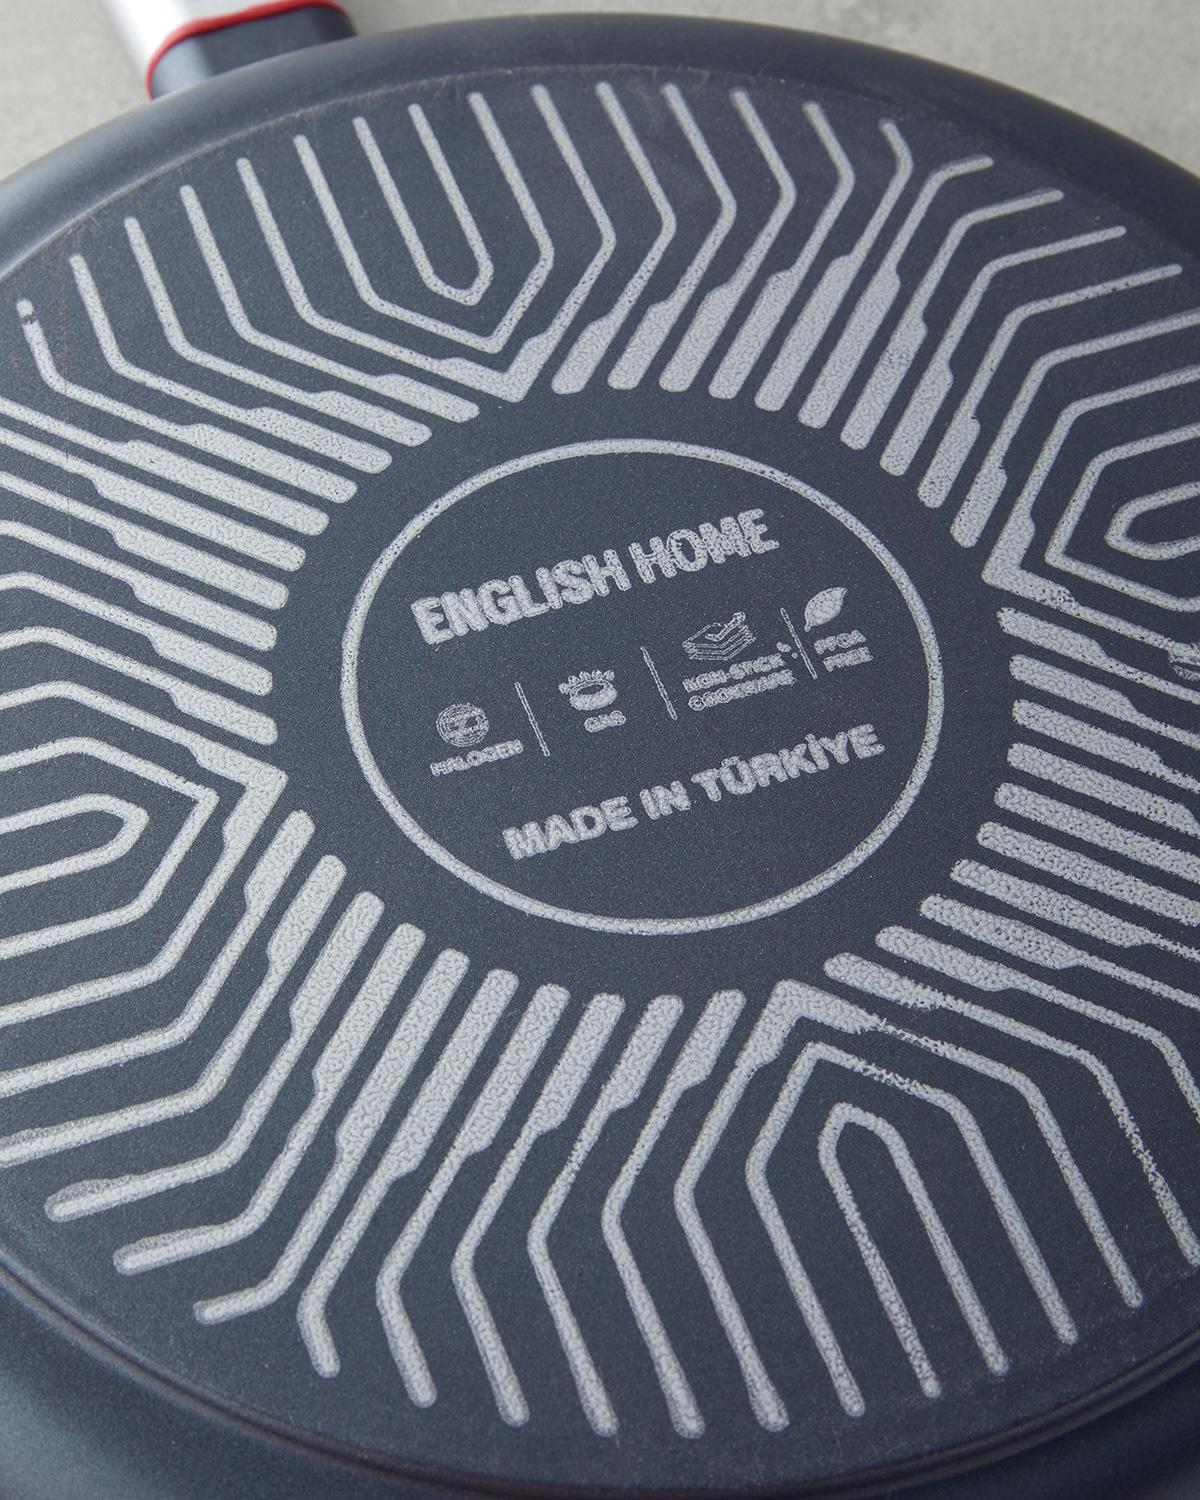 ENGLISH HOME
HALOGEN
GAS
NON-STICK
COOKWARE
PFOA
FREE
MADE IN TÜRKİYE